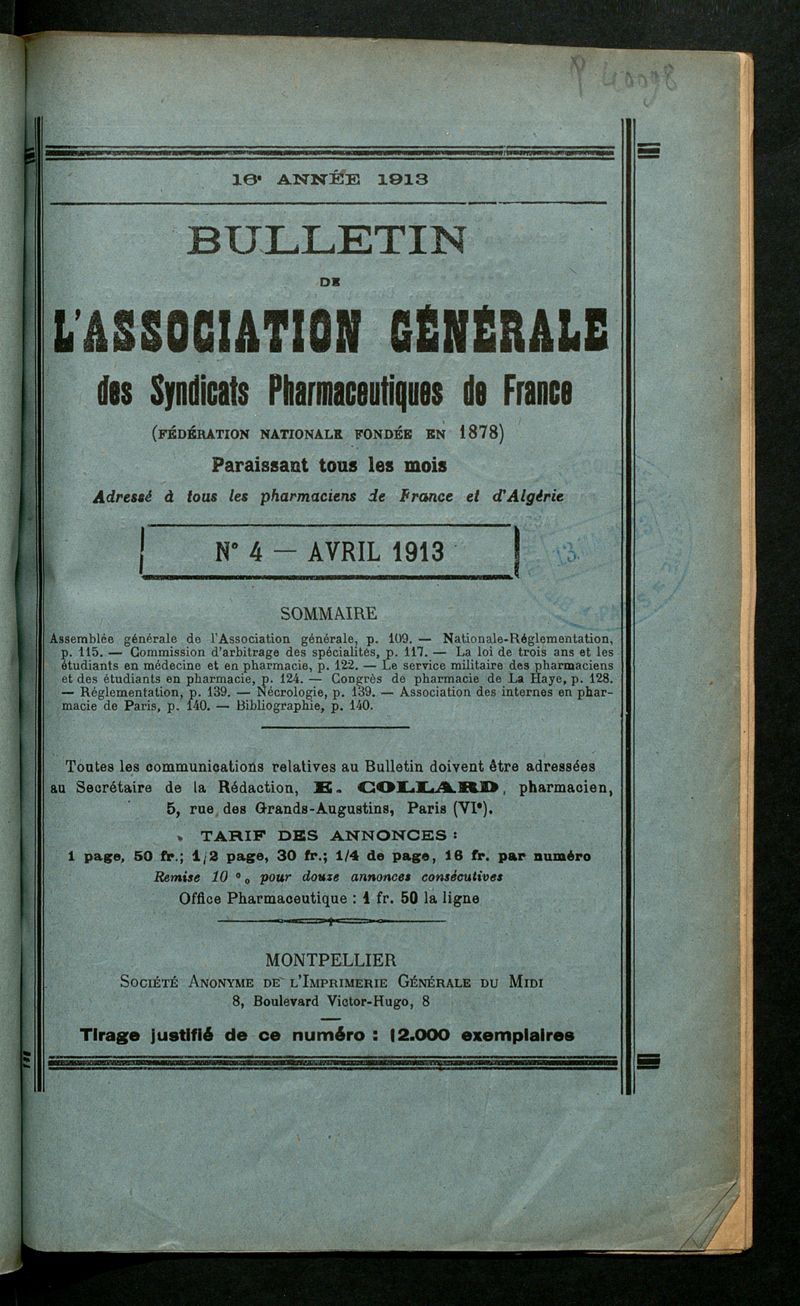 P 40098
16e ANNÉE 1913
BULLETIN
DE
L'ASSOCIATION GÉNÉRALE
des Syndicats Pharmaceutiques de France
(FÉDÉRATION NATIONALE FONDÉE EN 1878)
Paraissant tous les mois
Adressé à tous les pharmaciens de France et d'Algérie
N° 4 — AVRIL 1913
13
SOMMAIRE
Assemblée générale de l'Association générale, p. 109. — Nationale-Réglementation,
p. 115. — Commission d'arbitrage des spécialités, p. 117. — La loi de trois ans et les
étudiants en médecine et en pharmacie, p. 122. — Le service militaire des pharmaciens
et des étudiants en pharmacie, p. 124. — Congrès de pharmacie de La Haye, p. 128.
— Réglementation, p. 139. — Nécrologie, p. 139. — Association des internes en phar-
macie de Paris, p. 140. — Bibliographie, p. 140.
Toutes les communications relatives au Bulletin doivent être adressées
au Secrétaire de la Rédaction, E. COLLARD, pharmacien,
5, rue des Grands-Augustins, Paris (VIe).
TARIF DES ANNONCES :
1 page, 50 fr.; 1/2 page, 30 fr.; 1/4 de page, 16 fr. par numéro
Remise 10 °/o pour douze annonces consécutives
Office Pharmaceutique : 1 fr. 50 la ligne
MONTPELLIER
SOCIÉTÉ ANONYME DE L'IMPRIMERIE GÉNÉRALE DU MIDI
8, Boulevard Victor-Hugo, 8
Tirage justifié de ce numéro : 12.000 exemplaires